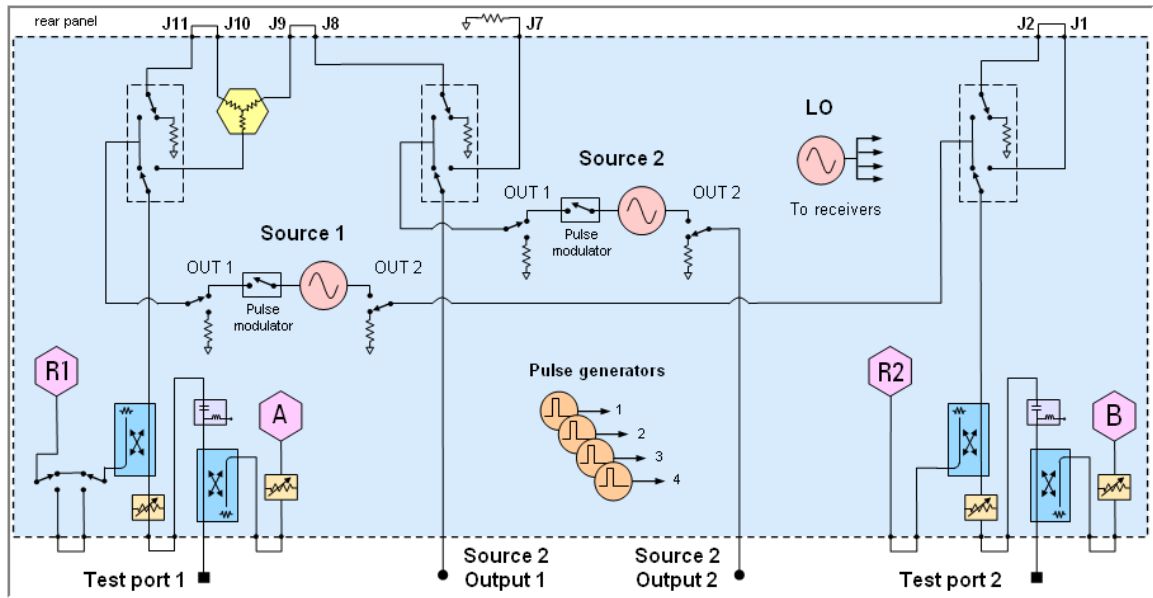 rear panel
J11 J10 J9 J8 J7 J2 J1
LO
To receivers
Source 2
OUT 1
OUT 2
Pulse
modulator
Source 1
OUT 1
OUT 2
Pulse
modulator
R1
A
Pulse generators
1
2
3
4
R2
B
Test port 1
Source 2
Output 1
Source 2
Output 2
Test port 2